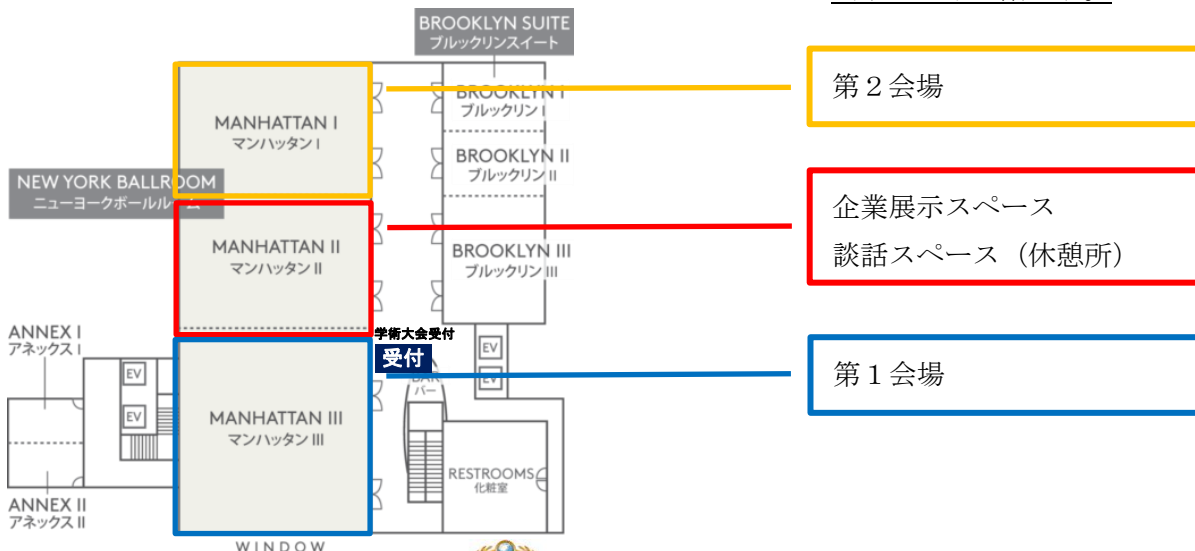 BROOKLYN SUITE
ブルックリンスイート
BROOKLYN I
ブルックリン I
第２会場
MANHATTAN I
マンハッタン I
BROOKLYN II
ブルックリン II
NEW YORK BALLROOM
ニューヨークボールルーム
企業展示スペース
談話スペース（休憩所）
MANHATTAN II
マンハッタン II
BROOKLYN III
ブルックリン III
ANNEX I
アネックス I
学術大会受付
受付
EV
EV
BAR
バー
第１会場
EV
EV
MANHATTAN III
マンハッタン III
RESTROOMS
化粧室
ANNEX II
アネックス II
WINDOW